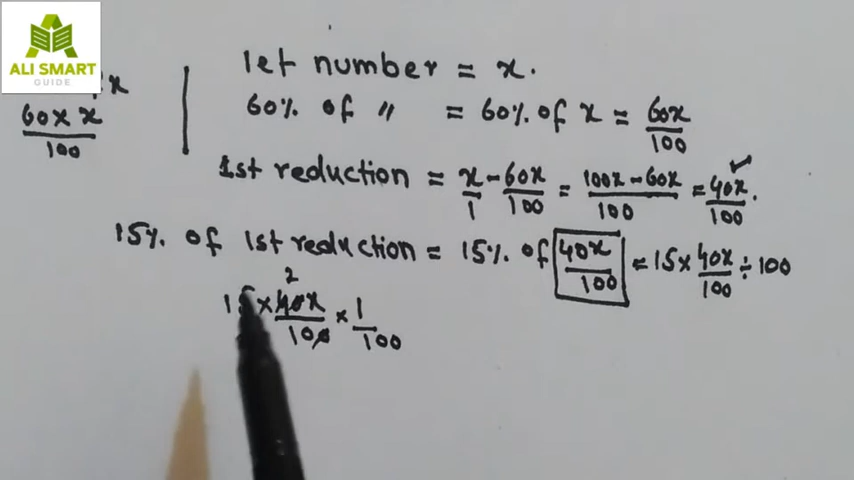 ALI SMART
GUIDE
x
60 x x
100
let number = x.
60% of " = 60% of x = 60x/100
1st reduction = x/1 - 60x/100 = 100x-60x/100 = 40x/100.
15% of 1st reduction = 15% of 40x/100 = 15 x 40x/100 ÷ 100
2
15 x 40x/100 x 1/100